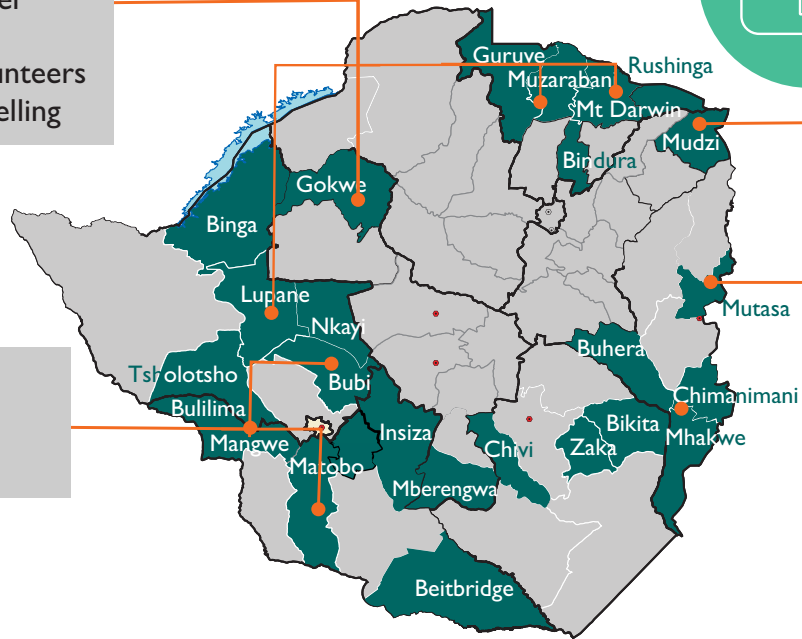 unteers
elling
Guruve
Muzaraban
Rushinga
Mt Darwin
Mudzi
Bindura
Gokwe
Binga
Lupane
Nkayi
Mutasa
Buhera
Tsholotsho
Bubi
Bulilima
Chimanimani
Mangwe
Insiza
Bikita
Mhakwe
Chivi
Zaka
Matobo
Mberengwa
Beitbridge